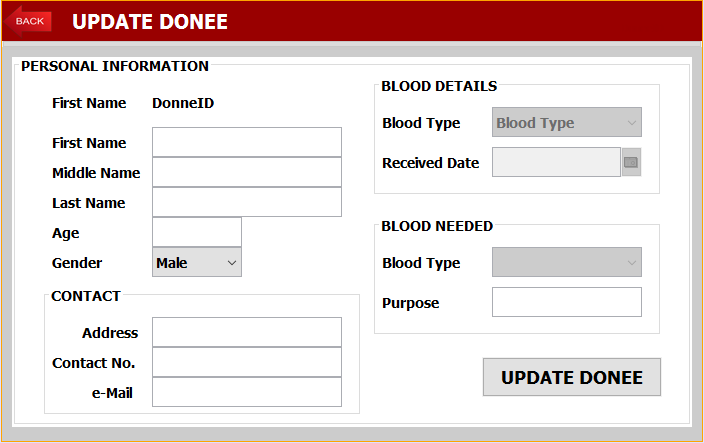 BACK
UPDATE DONEE
PERSONAL INFORMATION
First Name DonneID
First Name
Middle Name
Last Name
Age
Gender Male
CONTACT
Address
Contact No.
e-Mail
BLOOD DETAILS
Blood Type Blood Type
Received Date
BLOOD NEEDED
Blood Type
Purpose
UPDATE DONEE